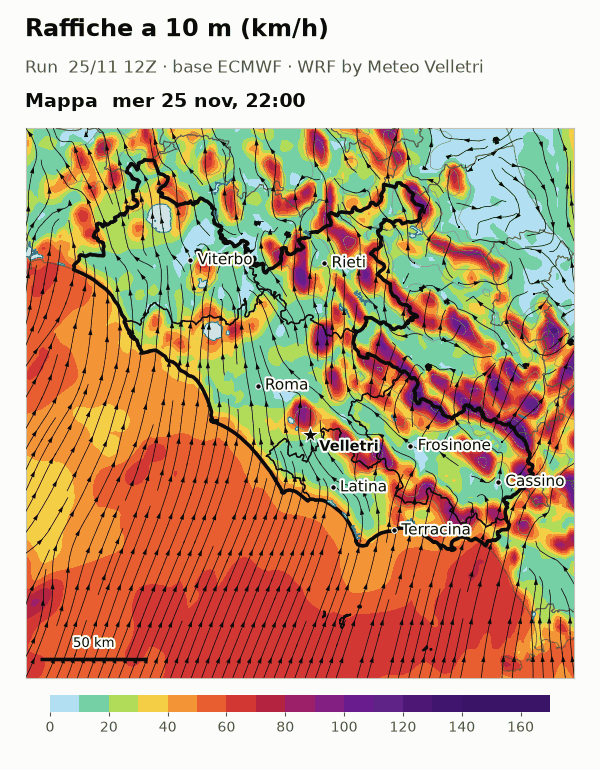 Raffiche a 10 m (km/h)
Run 25/11 12Z · base ECMWF · WRF by Meteo Velletri
Mappa mer 25 nov, 22:00
Viterbo
Rieti
Roma
Velletri
Frosinone
Cassino
Latina
Terracina
50 km
0 20 40 60 80 100 120 140 160